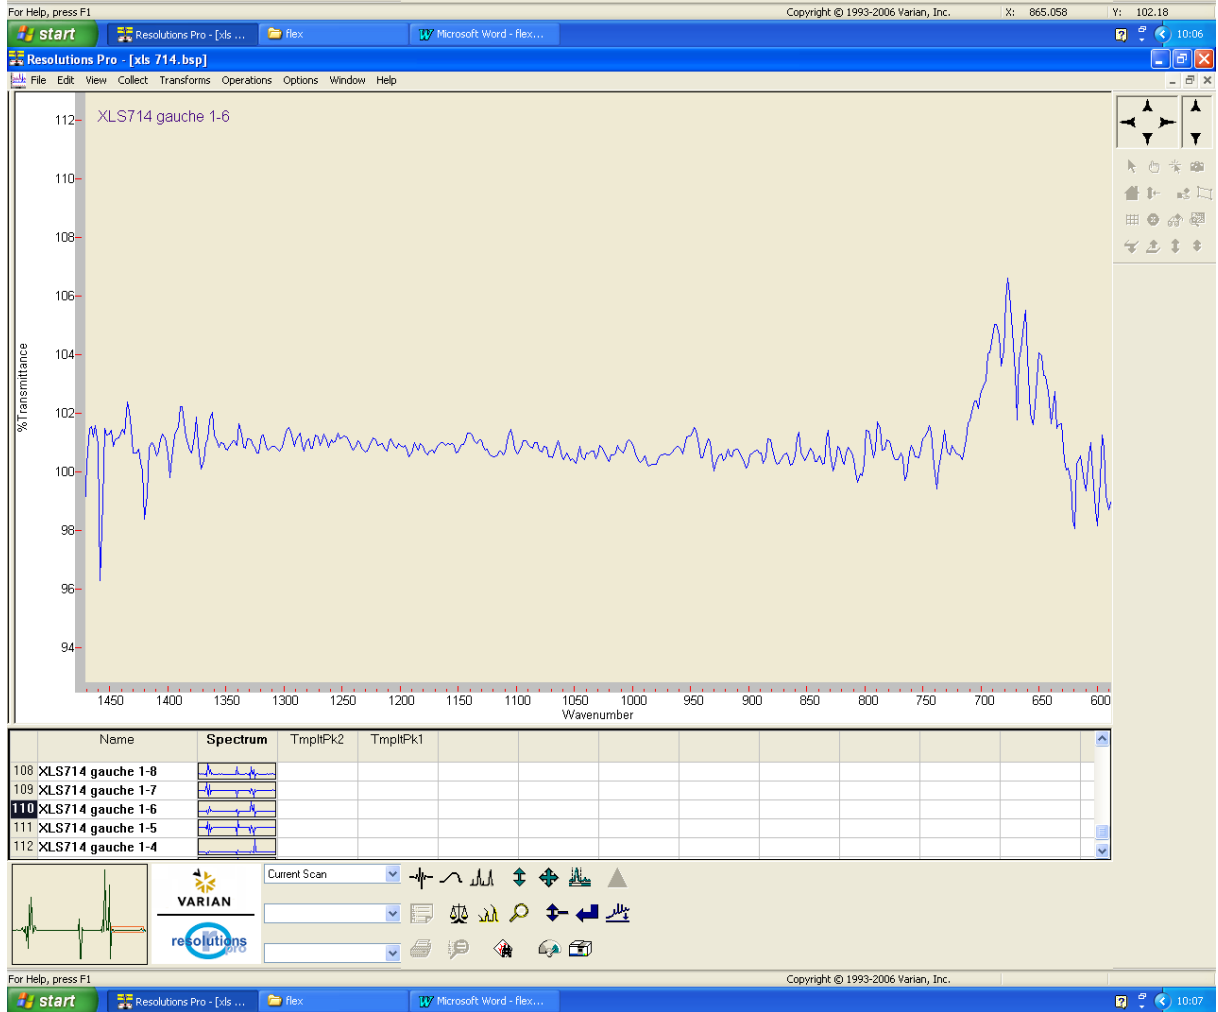 For Help, press F1 Copyright © 1993-2006 Varian, Inc. X: 865.058 Y: 102.18
start Resolutions Pro - [xls ... flex Microsoft Word - flex... 10:06
Resolutions Pro - [xls 714.bsp]
File Edit View Collect Transforms Operations Options Window Help
XLS714 gauche 1-6
112
110
108
106
104
102
100
98
96
94
%Transmittance
1450 1400 1350 1300 1250 1200 1150 1100 1050 1000 950 900 850 800 750 700 650 600
Wavenumber
Name Spectrum TmpltPk2 TmpltPk1
108 XLS714 gauche 1-8
109 XLS714 gauche 1-7
110 XLS714 gauche 1-6
111 XLS714 gauche 1-5
112 XLS714 gauche 1-4
Current Scan
VARIAN
resolutions
pro
For Help, press F1 Copyright © 1993-2006 Varian, Inc.
start Resolutions Pro - [xls ... flex Microsoft Word - flex... 10:07